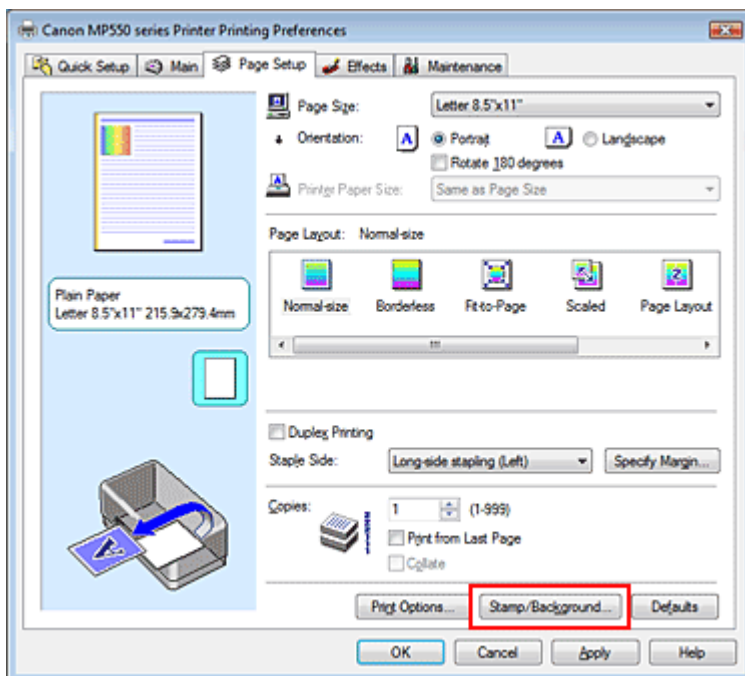 Canon MP550 series Printer Printing Preferences
Quick Setup Main Page Setup Effects Maintenance
Page Size: Letter 8.5"x11"
Orientation: A Portrait A Landscape
Rotate 180 degrees
Printer Paper Size: Same as Page Size
Page Layout: Normal-size
Normal-size Borderless Fit-to-Page Scaled Page Layout
Plain Paper
Letter 8.5"x11" 215.9x279.4mm
Duplex Printing
Staple Side: Long-side stapling (Left) Specify Margin...
Copies: 1 (1-999)
Print from Last Page
Collate
Print Options... Stamp/Background... Defaults
OK Cancel Apply Help